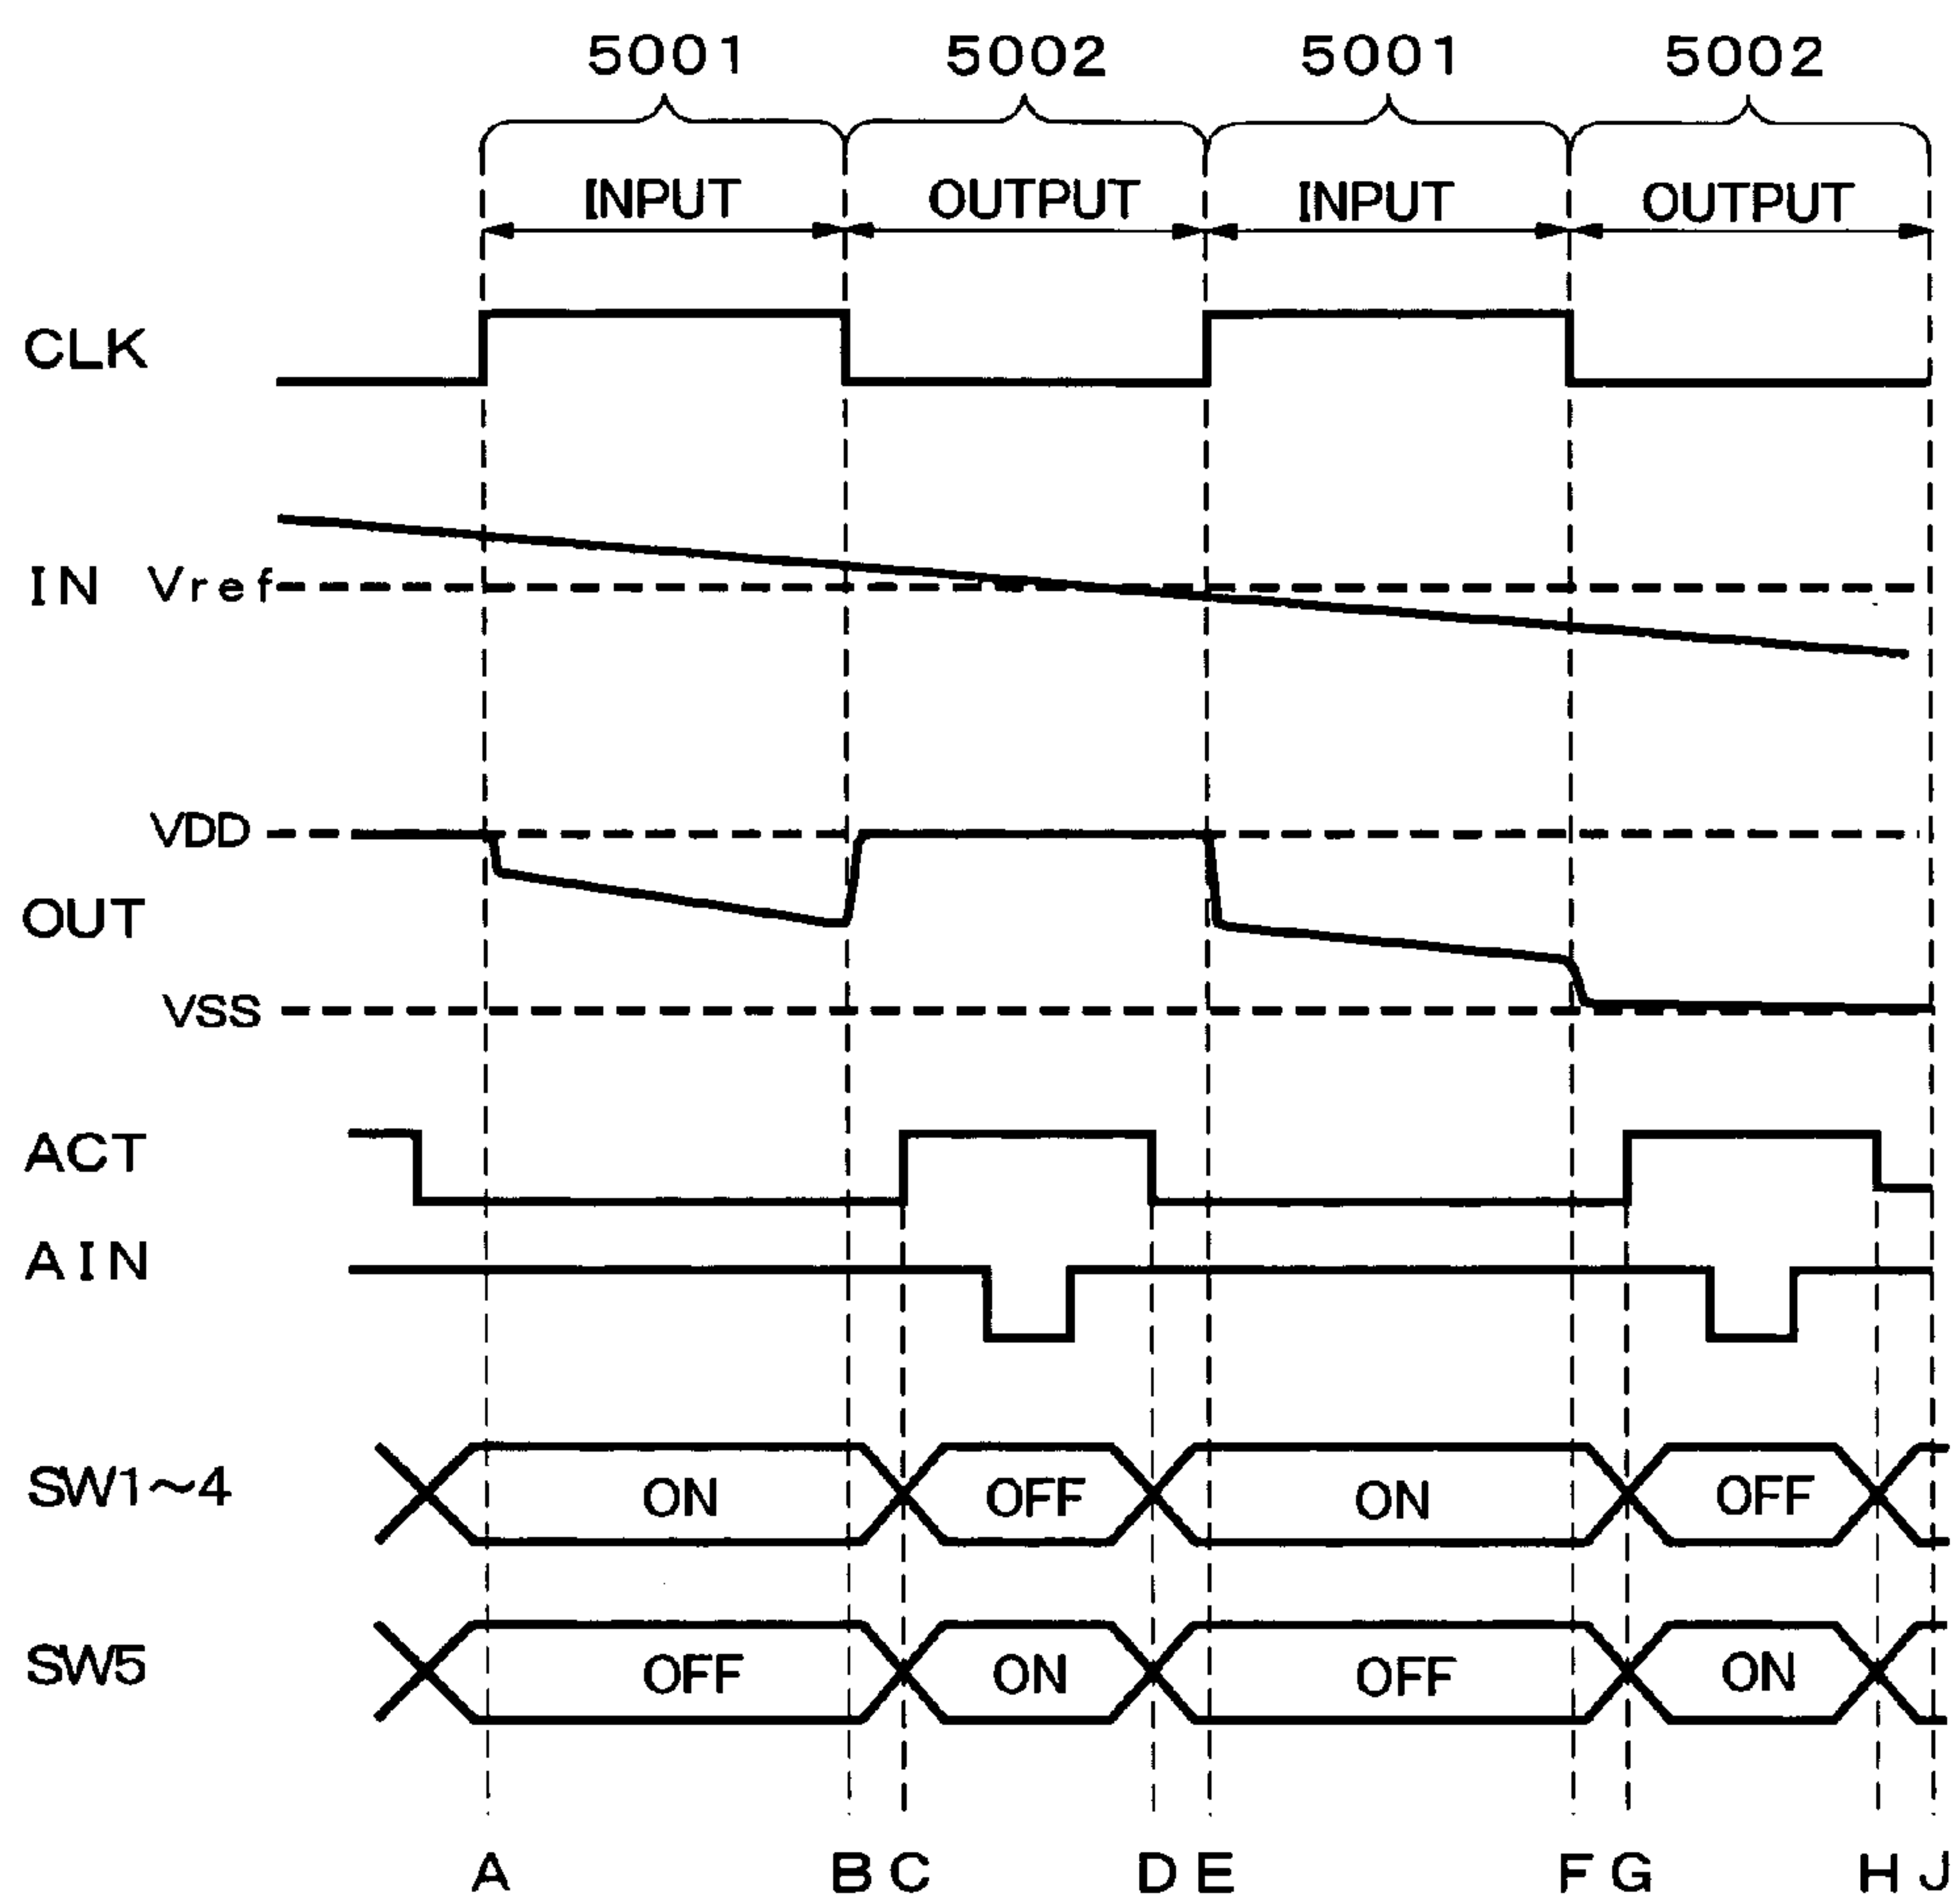 5001 5002 5001 5002
INPUT OUTPUT INPUT OUTPUT
CLK
IN Vref
VDD
OUT
VSS
ACT
AIN
SW1～4 ON OFF ON OFF
SW5 OFF ON OFF ON
A B C D E F G H J